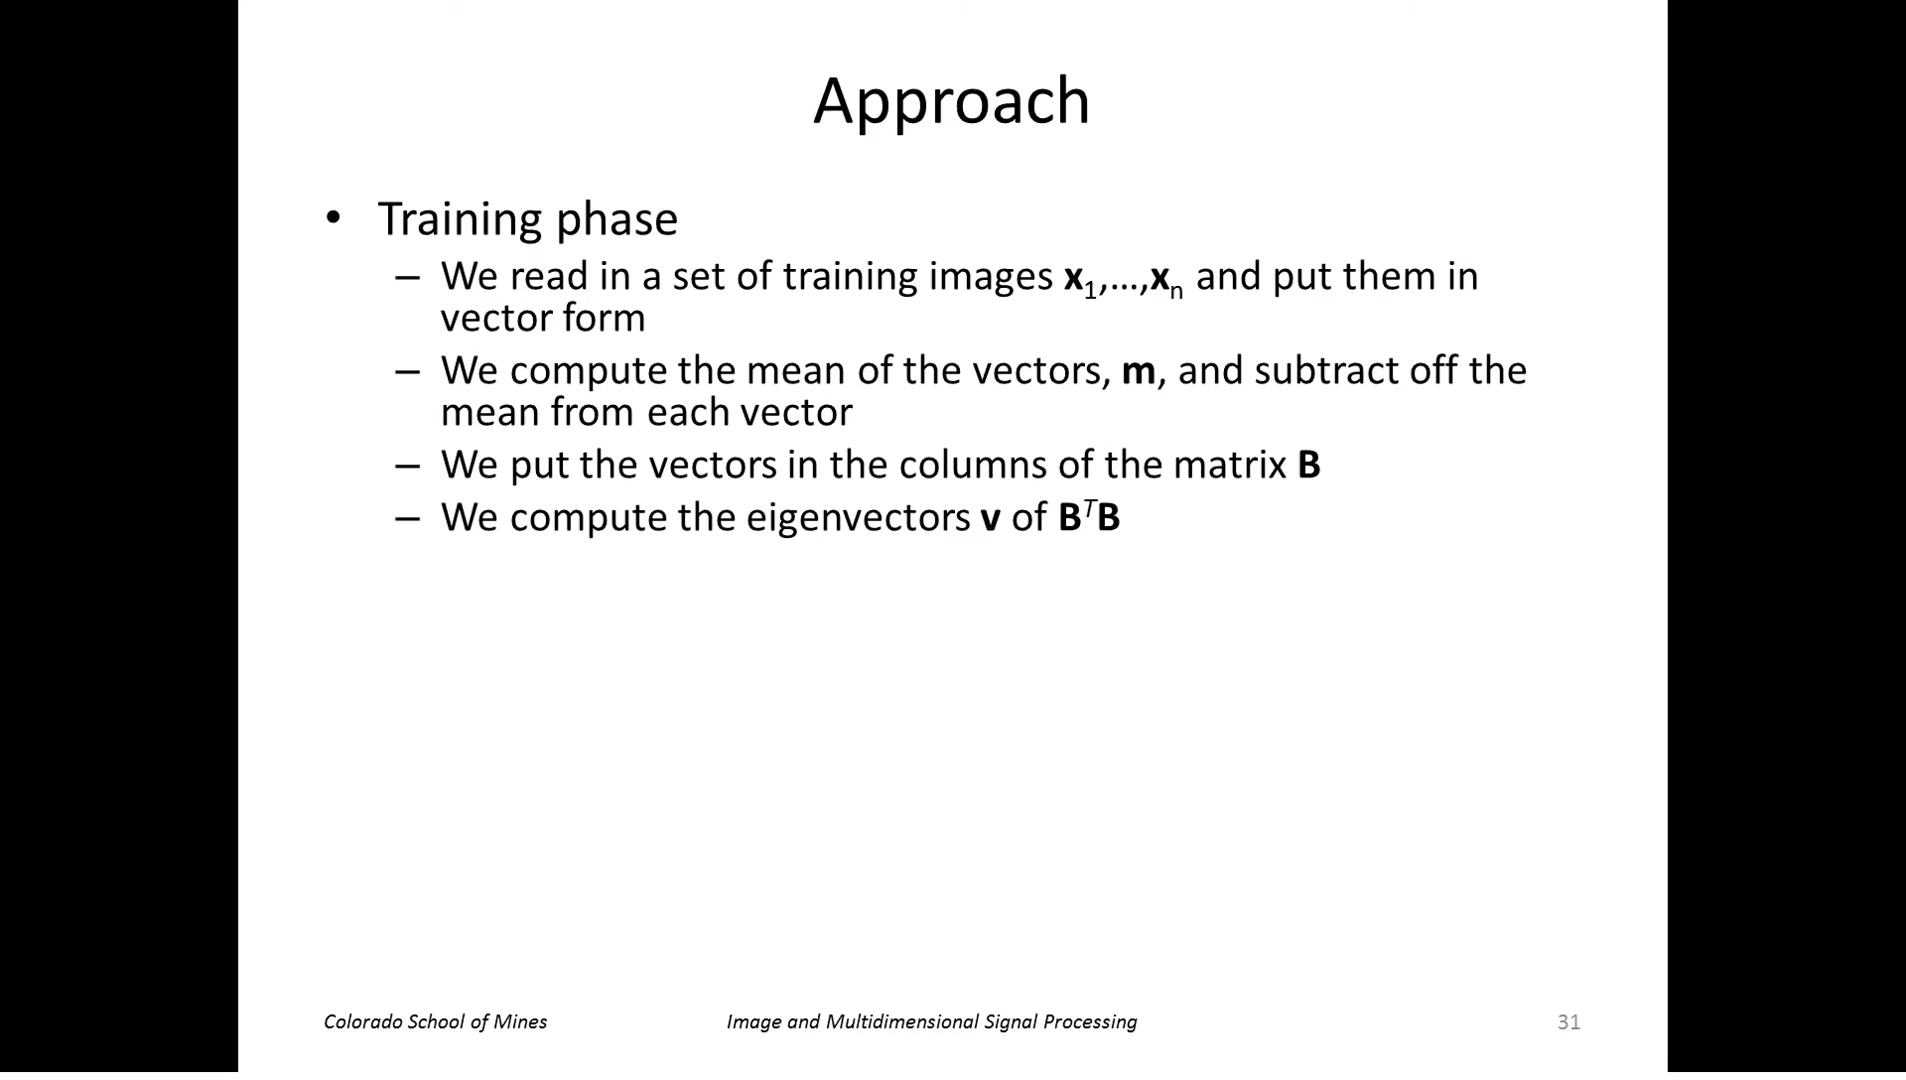 Approach
• Training phase
– We read in a set of training images x1,…,xn and put them in
vector form
– We compute the mean of the vectors, m, and subtract off the
mean from each vector
– We put the vectors in the columns of the matrix B
– We compute the eigenvectors v of BTB
Colorado School of Mines Image and Multidimensional Signal Processing 31